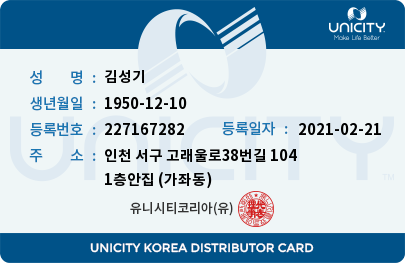 UNICITY
Make Life Better
성 명 : 김성기
생년월일 : 1950-12-10
등록번호 : 227167282 등록일자 : 2021-02-21
주 소 : 인천 서구 고래울로38번길 104
1층안집 (가좌동)
유니시티코리아(유)
UNICITY
UNICITY KOREA DISTRIBUTOR CARD